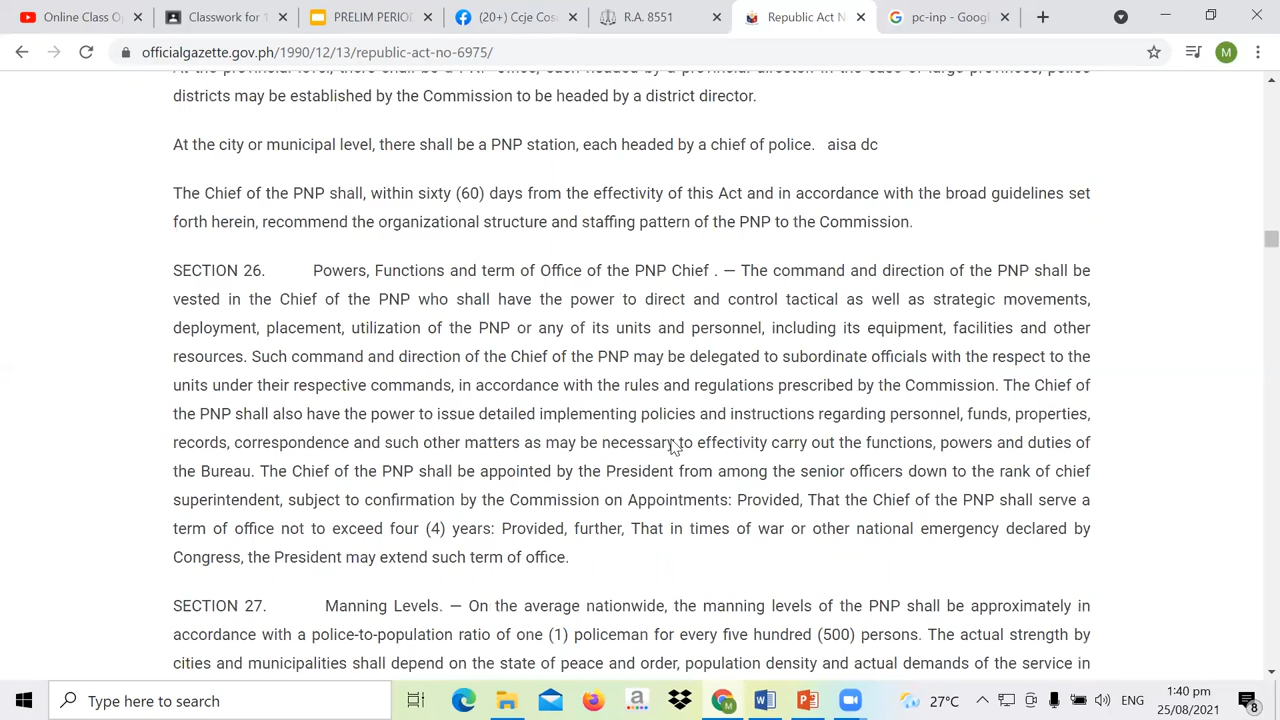 Online Class Op
Classwork for T
PRELIM PERIO
(20+) Ccje Cos
R.A. 8551
Republic Act N
pc-inp - Googl
officialgazette.gov.ph/1990/12/13/republic-act-no-6975/
M
districts may be established by the Commission to be headed by a district director.
At the city or municipal level, there shall be a PNP station, each headed by a chief of police. aisa dc
The Chief of the PNP shall, within sixty (60) days from the effectivity of this Act and in accordance with the broad guidelines set
forth herein, recommend the organizational structure and staffing pattern of the PNP to the Commission.
SECTION 26. Powers, Functions and term of Office of the PNP Chief . — The command and direction of the PNP shall be
vested in the Chief of the PNP who shall have the power to direct and control tactical as well as strategic movements,
deployment, placement, utilization of the PNP or any of its units and personnel, including its equipment, facilities and other
resources. Such command and direction of the Chief of the PNP may be delegated to subordinate officials with the respect to the
units under their respective commands, in accordance with the rules and regulations prescribed by the Commission. The Chief of
the PNP shall also have the power to issue detailed implementing policies and instructions regarding personnel, funds, properties,
records, correspondence and such other matters as may be necessary to effectivity carry out the functions, powers and duties of
the Bureau. The Chief of the PNP shall be appointed by the President from among the senior officers down to the rank of chief
superintendent, subject to confirmation by the Commission on Appointments: Provided, That the Chief of the PNP shall serve a
term of office not to exceed four (4) years: Provided, further, That in times of war or other national emergency declared by
Congress, the President may extend such term of office.
SECTION 27. Manning Levels. — On the average nationwide, the manning levels of the PNP shall be approximately in
accordance with a police-to-population ratio of one (1) policeman for every five hundred (500) persons. The actual strength by
cities and municipalities shall depend on the state of peace and order, population density and actual demands of the service in
Type here to search
27°C
ENG
1:40 pm
25/08/2021
8